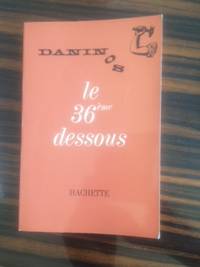 DANINOS
le
36ème
dessous
HACHETTE